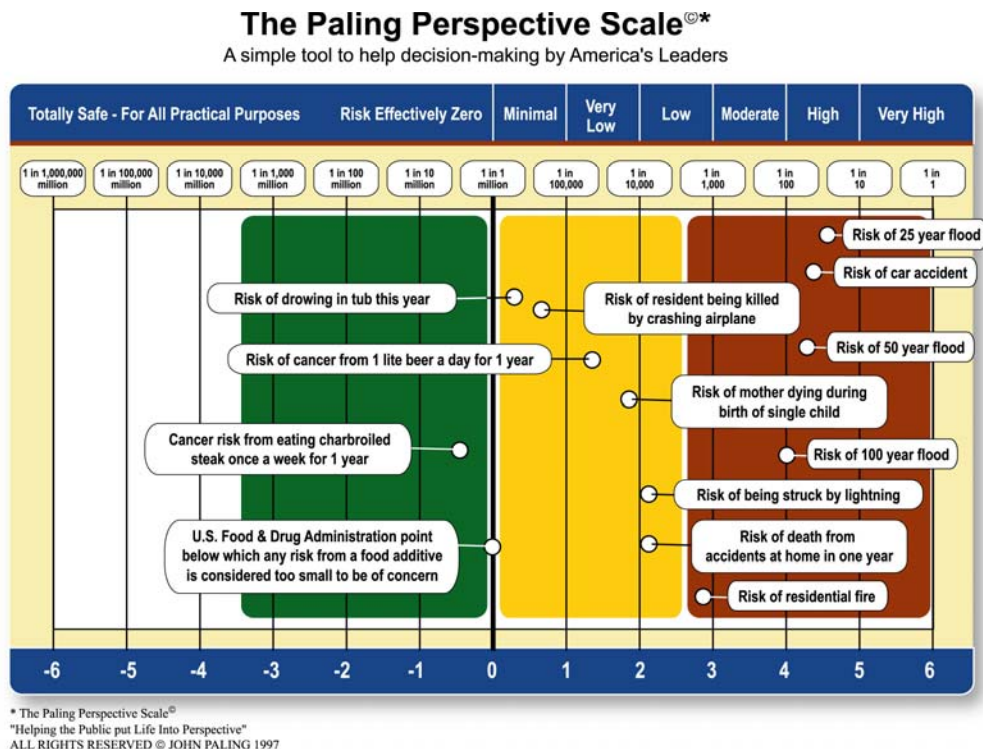 The Paling Perspective Scale©*
A simple tool to help decision-making by America's Leaders
Totally Safe - For All Practical Purposes
Risk Effectively Zero
Minimal
Very
Low
Low
Moderate
High
Very High
1 in 1,000,000
million
1 in 100,000
million
1 in 10,000
million
1 in 1,000
million
1 in 100
million
1 in 10
million
1 in 1
million
1 in
100,000
1 in
10,000
1 in
1,000
1 in
100
1 in
10
1 in
1
Risk of 25 year flood
Risk of car accident
Risk of drowing in tub this year
Risk of resident being killed
by crashing airplane
Risk of 50 year flood
Risk of cancer from 1 lite beer a day for 1 year
Risk of mother dying during
birth of single child
Cancer risk from eating charbroiled
steak once a week for 1 year
Risk of 100 year flood
Risk of being struck by lightning
U.S. Food & Drug Administration point
below which any risk from a food additive
is considered too small to be of concern
Risk of death from
accidents at home in one year
Risk of residential fire
-6 -5 -4 -3 -2 -1 0 1 2 3 4 5 6
* The Paling Perspective Scale©
"Helping the Public put Life Into Perspective"
ALL RIGHTS RESERVED © JOHN PALING 1997